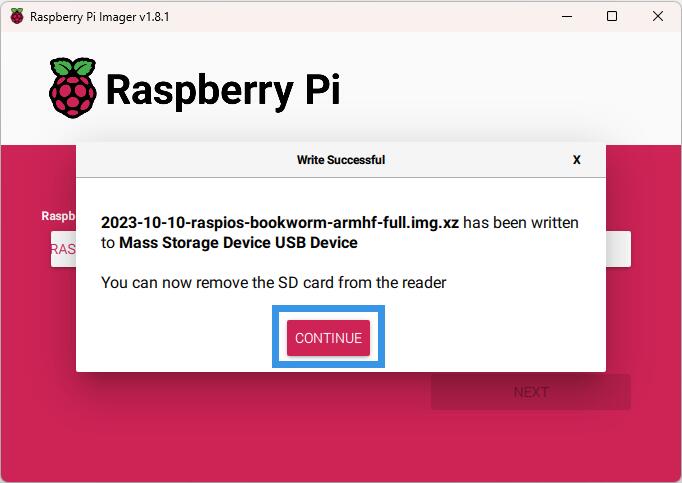 Raspberry Pi Imager v1.8.1
Raspberry Pi
Write Successful
X
Raspb
2023-10-10-raspios-bookworm-armhf-full.img.xz has been written
to Mass Storage Device USB Device
RAS
You can now remove the SD card from the reader
CONTINUE
NEXT